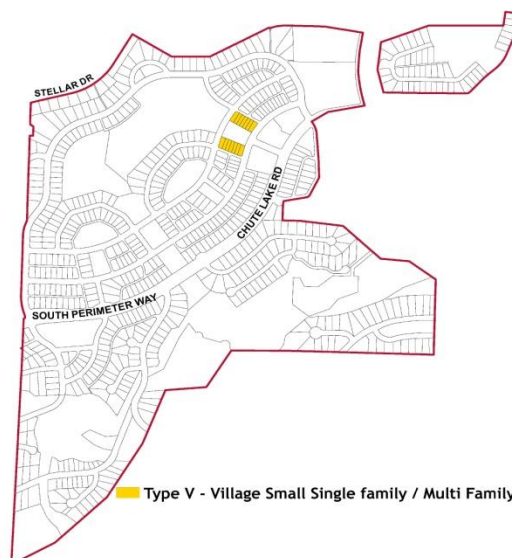 STELLAR DR
CHUTE LAKE RD
SOUTH PERIMETER WAY
Type V - Village Small Single family / Multi Family